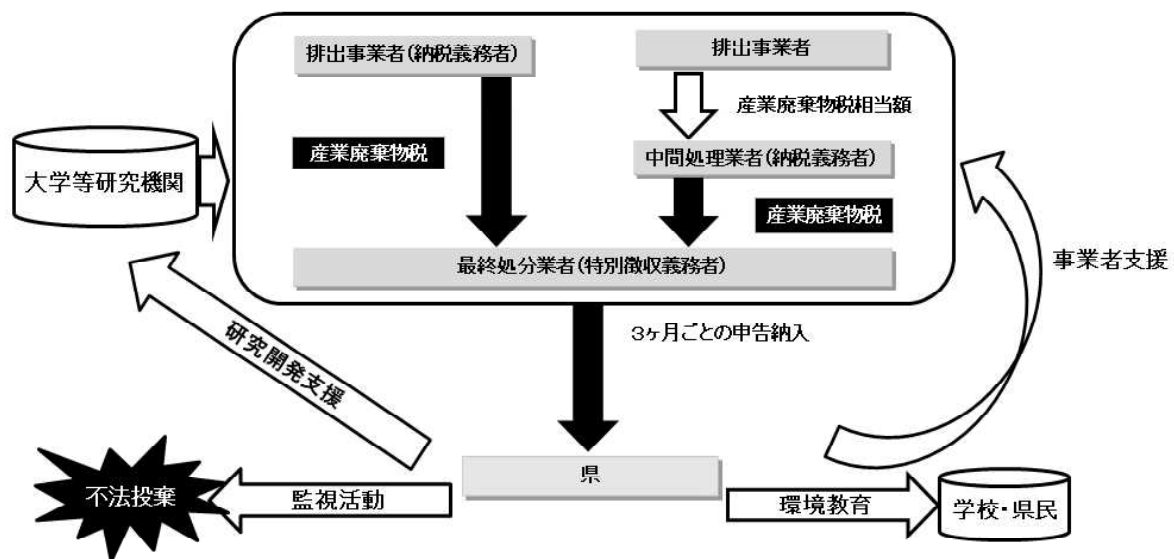 排出事業者(納税義務者)
排出事業者
産業廃棄物税相当額
産業廃棄物税
中間処理業者(納税義務者)
大学等研究機関
産業廃棄物税
最終処分業者(特別徴収義務者)
事業者支援
3ヶ月ごとの申告納入
研究開発支援
県
不法投棄
監視活動
環境教育
学校・県民